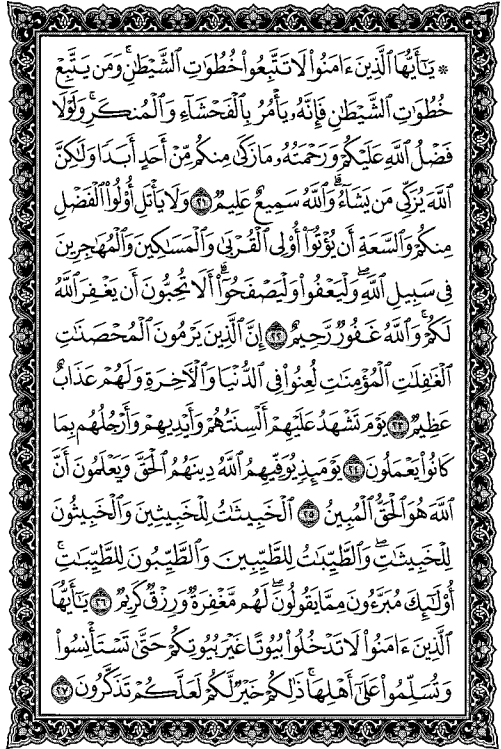 ۞ يَـٰٓأَيُّهَا ٱلَّذِينَ ءَامَنُوا۟ لَا تَتَّبِعُوا۟ خُطُوَٰتِ ٱلشَّيْطَـٰنِ ۚ وَمَن يَتَّبِعْ
خُطُوَٰتِ ٱلشَّيْطَـٰنِ فَإِنَّهُۥ يَأْمُرُ بِٱلْفَحْشَآءِ وَٱلْمُنكَرِ ۚ وَلَوْلَا
فَضْلُ ٱللَّهِ عَلَيْكُمْ وَرَحْمَتُهُۥ مَا زَكَىٰ مِنكُم مِّنْ أَحَدٍ أَبَدًا وَلَـٰكِنَّ
ٱللَّهَ يُزَكِّى مَن يَشَآءُ ۗ وَٱللَّهُ سَمِيعٌ عَلِيمٌ ۝٢١ وَلَا يَأْتَلِ أُو۟لُوا۟ ٱلْفَضْلِ
مِنكُمْ وَٱلسَّعَةِ أَن يُؤْتُوٓا۟ أُو۟لِى ٱلْقُرْبَىٰ وَٱلْمَسَـٰكِينَ وَٱلْمُهَـٰجِرِينَ
فِى سَبِيلِ ٱللَّهِ ۖ وَلْيَعْفُوا۟ وَلْيَصْفَحُوٓا۟ ۗ أَلَا تُحِبُّونَ أَن يَغْفِرَ ٱللَّهُ
لَكُمْ ۗ وَٱللَّهُ غَفُورٌ رَّحِيمٌ ۝٢٢ إِنَّ ٱلَّذِينَ يَرْمُونَ ٱلْمُحْصَنَـٰتِ
ٱلْغَـٰفِلَـٰتِ ٱلْمُؤْمِنَـٰتِ لُعِنُوا۟ فِى ٱلدُّنْيَا وَٱلْـَٔاخِرَةِ وَلَهُمْ عَذَابٌ
عَظِيمٌ ۝٢٣ يَوْمَ تَشْهَدُ عَلَيْهِمْ أَلْسِنَتُهُمْ وَأَيْدِيهِمْ وَأَرْجُلُهُم بِمَا
كَانُوا۟ يَعْمَلُونَ ۝٢٤ يَوْمَئِذٍ يُوَفِّيهِمُ ٱللَّهُ دِينَهُمُ ٱلْحَقَّ وَيَعْلَمُونَ أَنَّ
ٱللَّهَ هُوَ ٱلْحَقُّ ٱلْمُبِينُ ۝٢٥ ٱلْخَبِيثَـٰتُ لِلْخَبِيثِينَ وَٱلْخَبِيثُونَ
لِلْخَبِيثَـٰتِ ۖ وَٱلطَّيِّبَـٰتُ لِلطَّيِّبِينَ وَٱلطَّيِّبُونَ لِلطَّيِّبَـٰتِ ۚ
أُو۟لَـٰٓئِكَ مُبَرَّءُونَ مِمَّا يَقُولُونَ ۖ لَهُم مَّغْفِرَةٌ وَرِزْقٌ كَرِيمٌ ۝٢٦ يَـٰٓأَيُّهَا
ٱلَّذِينَ ءَامَنُوا۟ لَا تَدْخُلُوا۟ بُيُوتًا غَيْرَ بُيُوتِكُمْ حَتَّىٰ تَسْتَأْنِسُوا۟
وَتُسَلِّمُوا۟ عَلَىٰٓ أَهْلِهَا ۚ ذَٰلِكُمْ خَيْرٌ لَّكُمْ لَعَلَّكُمْ تَذَكَّرُونَ ۝٢٧